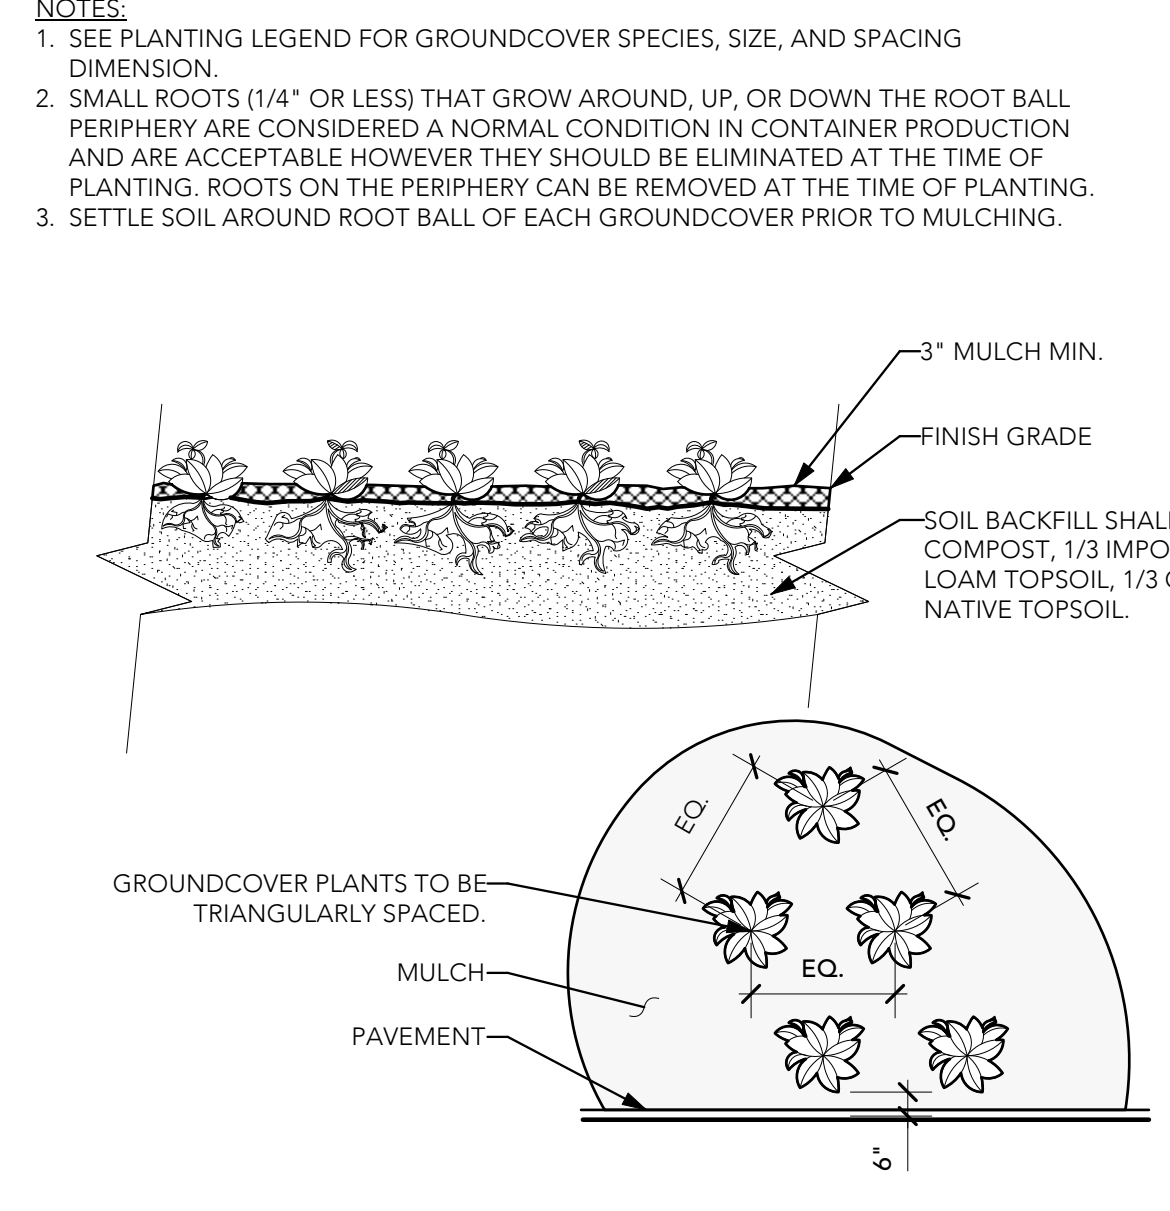 NOTES:
1. SEE PLANTING LEGEND FOR GROUNDCOVER SPECIES, SIZE, AND SPACING
DIMENSION.
2. SMALL ROOTS (1/4" OR LESS) THAT GROW AROUND, UP, OR DOWN THE ROOT BALL
PERIPHERY ARE CONSIDERED A NORMAL CONDITION IN CONTAINER PRODUCTION
AND ARE ACCEPTABLE HOWEVER THEY SHOULD BE ELIMINATED AT THE TIME OF
PLANTING. ROOTS ON THE PERIPHERY CAN BE REMOVED AT THE TIME OF PLANTING.
3. SETTLE SOIL AROUND ROOT BALL OF EACH GROUNDCOVER PRIOR TO MULCHING.
3" MULCH MIN.
FINISH GRADE
SOIL BACKFILL
COMPOST, 1/3
LOAM TOPSOIL, 1/3
NATIVE TOPSOIL.
EQ.
EQ.
GROUNDCOVER PLANTS TO BE
TRIANGULARLY SPACED.
EQ.
MULCH
PAVEMENT
6"